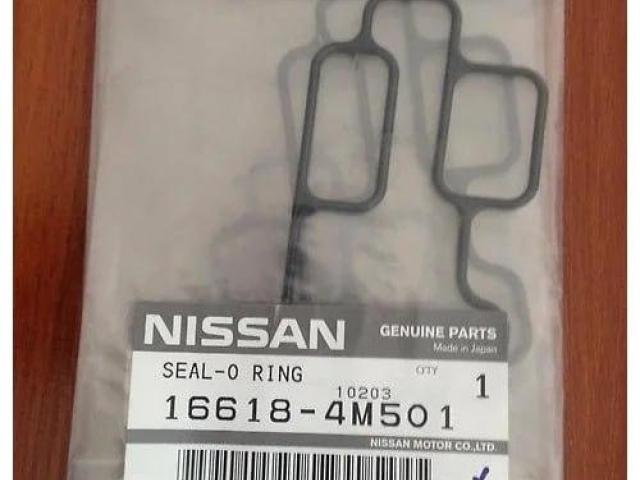 NISSAN GENUINE PARTS
Made in Japan
SEAL-O RING QTY 1
10203
16618-4M501
NISSAN MOTOR CO.,LTD.